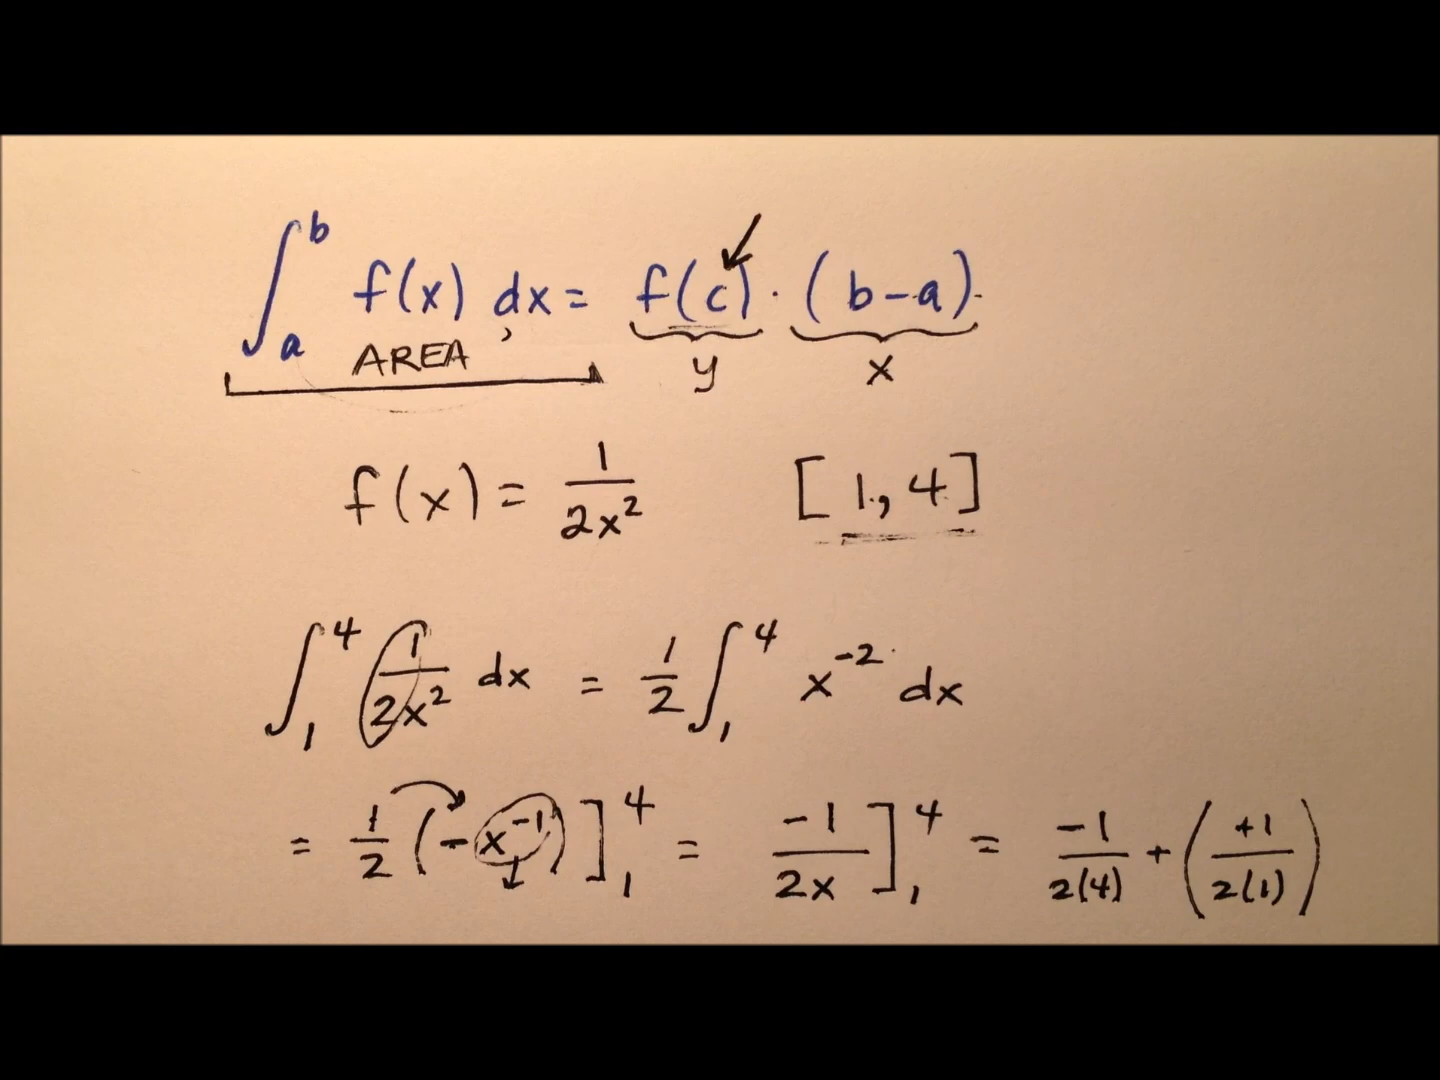 ∫_a^b f(x) dx = f(c) · (b-a)
AREA y x
f(x) = 1/(2x²) [1,4]
∫_1^4 1/(2x²) dx = 1/2 ∫_1^4 x^-2 dx
= 1/2 (-x^-1)]_1^4 = -1/(2x)]_1^4 = -1/(2(4)) + (+1/(2(1)))